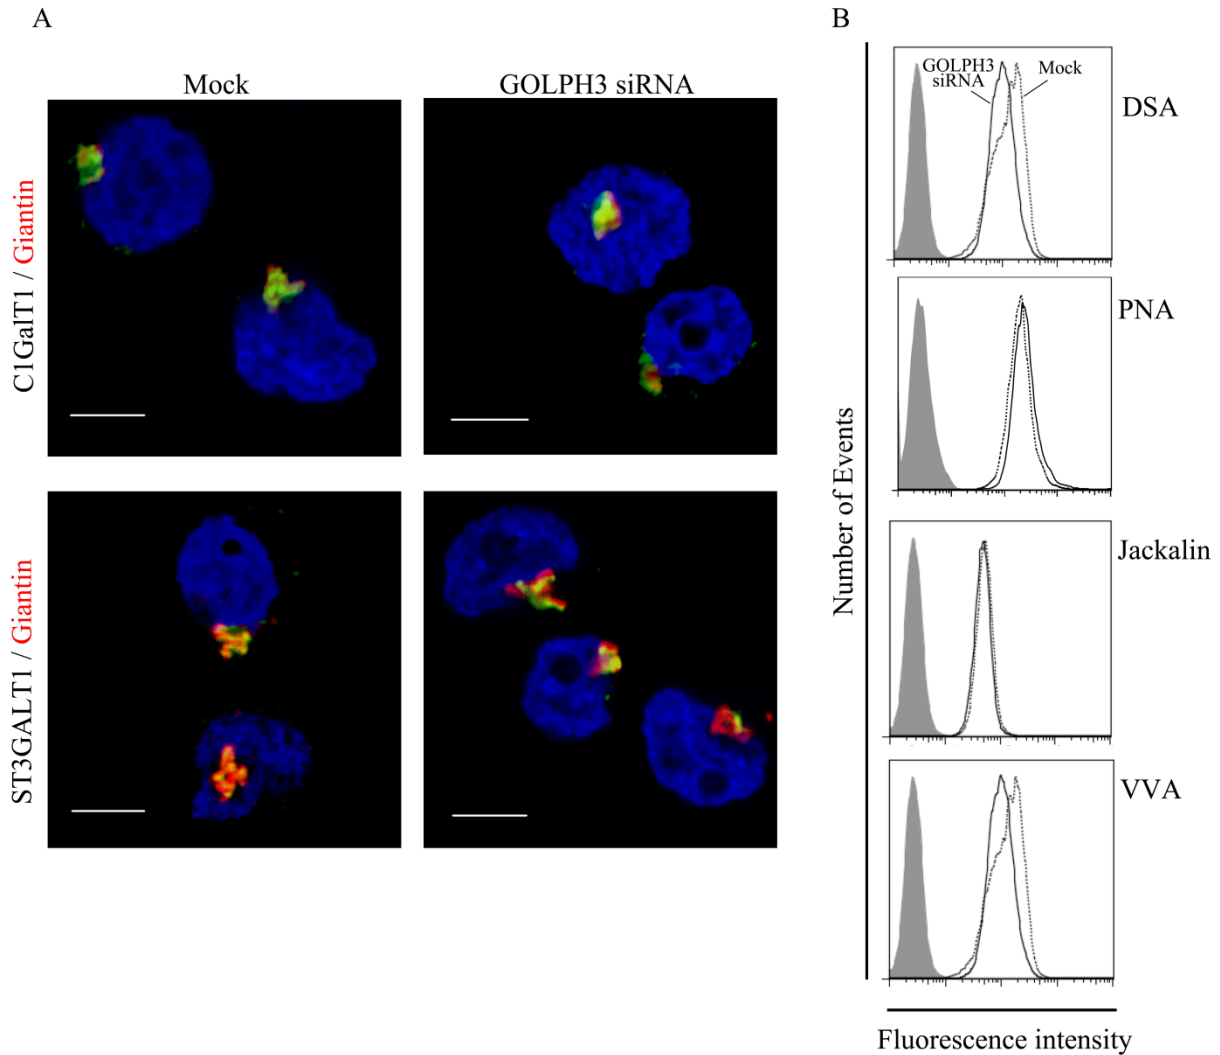 A
B
Mock
GOLPH3 siRNA
C1GalT1 / Giantin
ST3GALT1 / Giantin
GOLPH3
siRNA
Mock
DSA
PNA
Jackalin
VVA
Number of Events
Fluorescence intensity